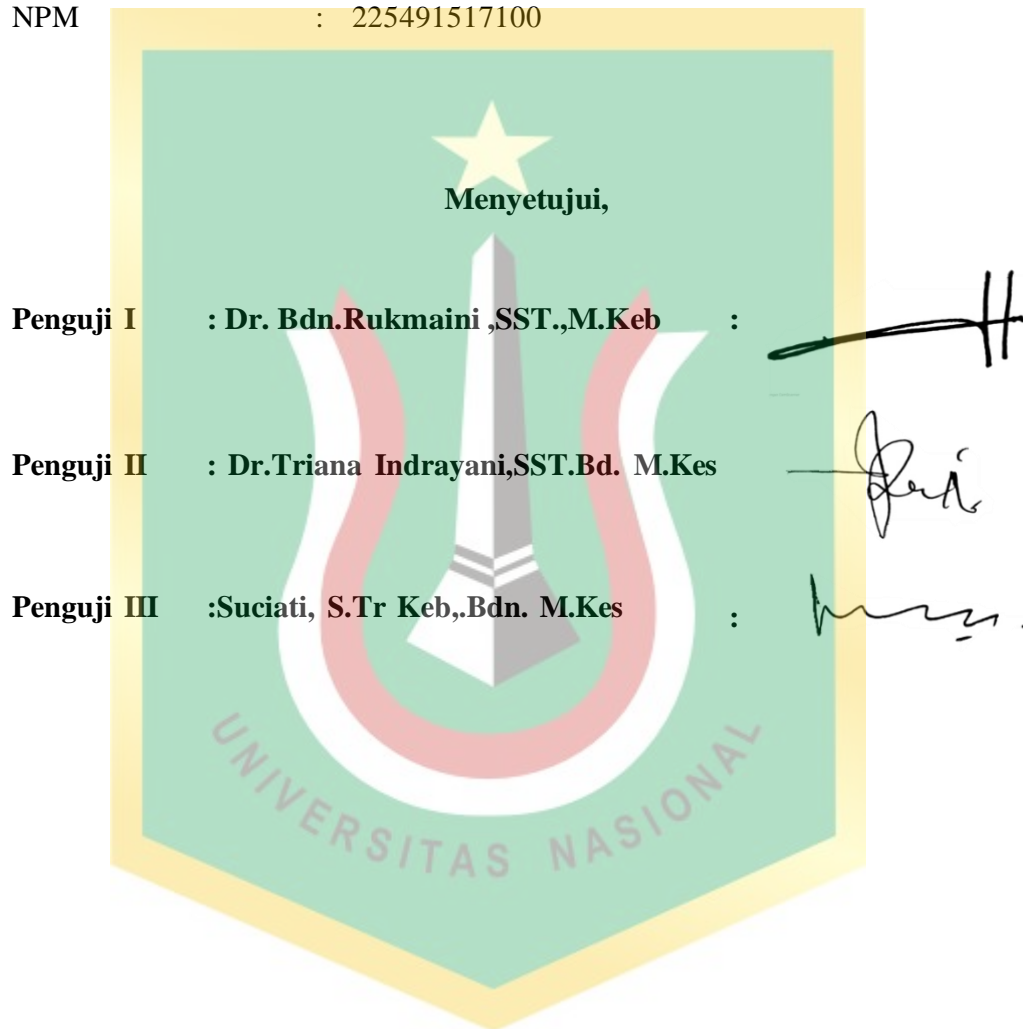 NPM : 225491517100
Menyetujui,
Penguji I : Dr. Bdn.Rukmaini ,SST.,M.Keb :
Penguji II : Dr.Triana Indrayani,SST.Bd. M.Kes
Penguji III :Suciati, S.Tr Keb,.Bdn. M.Kes :
UNIVERSITAS NASIONAL